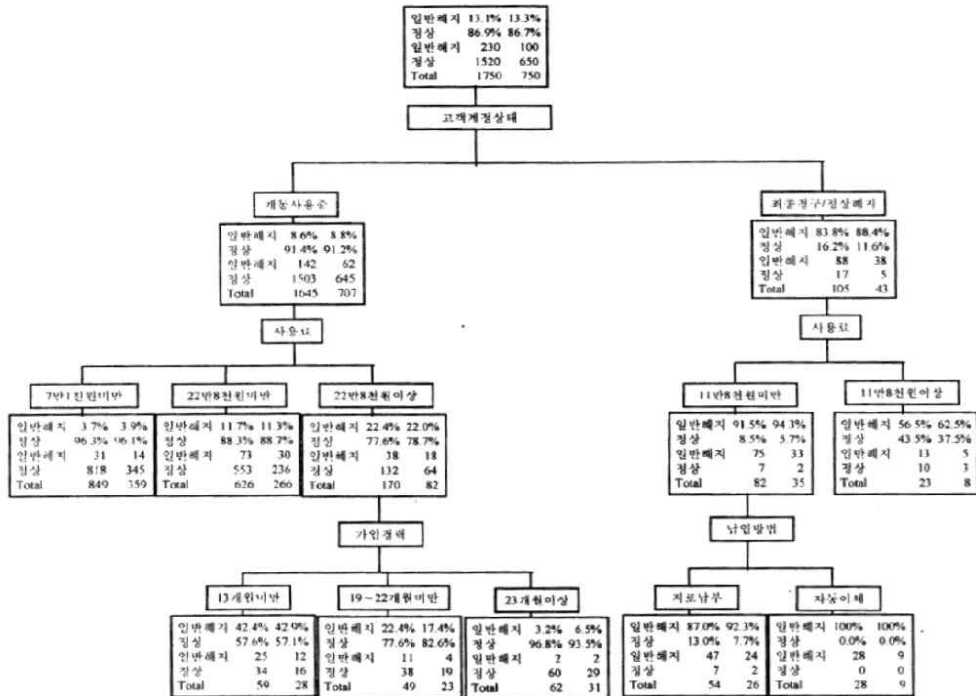 일반해지 13.1% 13.3%
정상 86.9% 86.7%
일반해지 230 100
정상 1520 650
Total 1750 750
고객계정상태
개통사용중
최종청구/정상해지
일반해지 8.6% 8.8%
정상 91.4% 91.2%
일반해지 142 62
정상 1503 645
Total 1645 707
일반해지 83.8% 88.4%
정상 16.2% 11.6%
일반해지 88 38
정상 17 5
Total 105 43
사용료
사용료
7만1천원미만
22만8천원미만
22만8천원이상
11만8천원미만
11만8천원이상
일반해지 3.7% 3.9%
정상 96.3% 96.1%
일반해지 31 14
정상 818 345
Total 849 359
일반해지 11.7% 11.3%
정상 88.3% 88.7%
일반해지 73 30
정상 553 236
Total 626 266
일반해지 22.4% 22.0%
정상 77.6% 78.7%
일반해지 38 18
정상 132 64
Total 170 82
일반해지 91.5% 94.3%
정상 8.5% 5.7%
일반해지 75 33
정상 7 2
Total 82 35
일반해지 56.5% 62.5%
정상 43.5% 37.5%
일반해지 13 5
정상 10 3
Total 23 8
가입경력
납입방법
13개월미만
19~22개월미만
23개월이상
지로납부
자동이체
일반해지 42.4% 42.9%
정상 57.6% 57.1%
일반해지 25 12
정상 34 16
Total 59 28
일반해지 22.4% 17.4%
정상 77.6% 82.6%
일반해지 11 4
정상 38 19
Total 49 23
일반해지 3.2% 6.5%
정상 96.8% 93.5%
일반해지 2 2
정상 60 29
Total 62 31
일반해지 87.0% 92.3%
정상 13.0% 7.7%
일반해지 47 24
정상 7 2
Total 54 26
일반해지 100% 100%
정상 0.0% 0.0%
일반해지 28 9
정상 0 0
Total 28 9